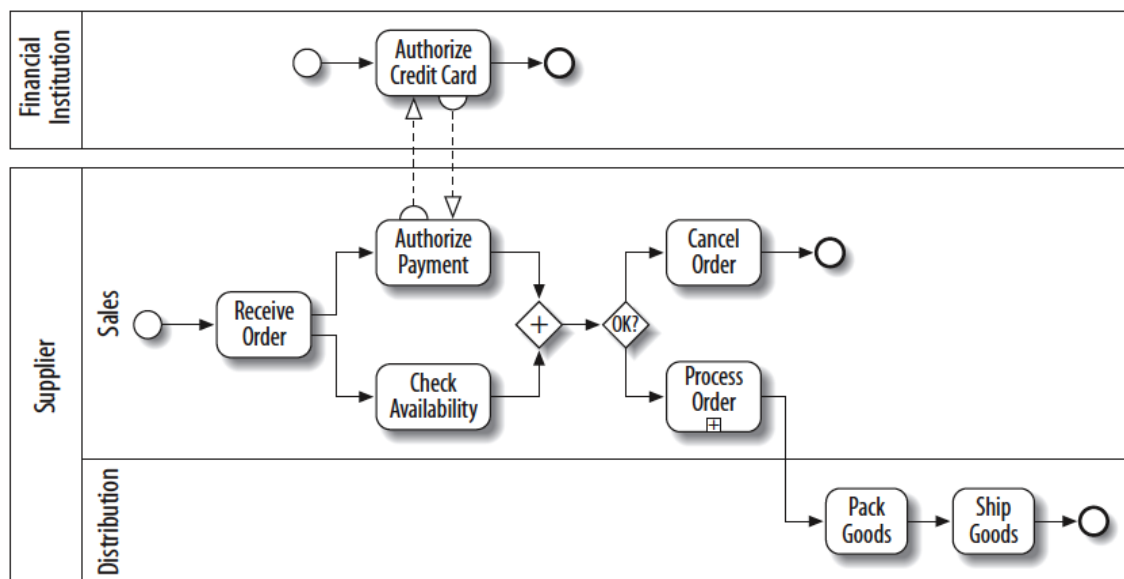 Financial
Institution
Authorize
Credit Card
Supplier
Sales
Receive
Order
Authorize
Payment
Check
Availability
+
OK?
Cancel
Order
Process
Order
+
Distribution
Pack
Goods
Ship
Goods